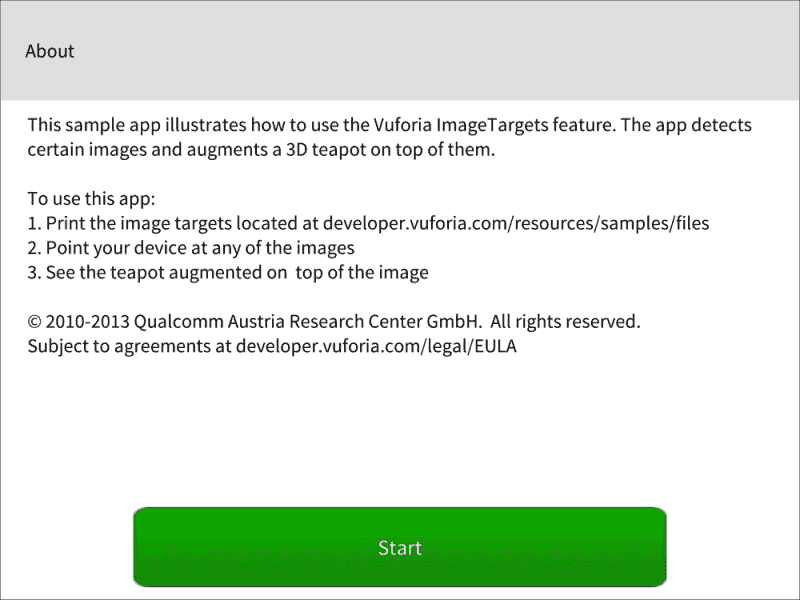 About
This sample app illustrates how to use the Vuforia ImageTargets feature. The app detects
certain images and augments a 3D teapot on top of them.
To use this app:
1. Print the image targets located at developer.vuforia.com/resources/samples/files
2. Point your device at any of the images
3. See the teapot augmented on  top of the image
© 2010-2013 Qualcomm Austria Research Center GmbH.  All rights reserved.
Subject to agreements at developer.vuforia.com/legal/EULA
Start